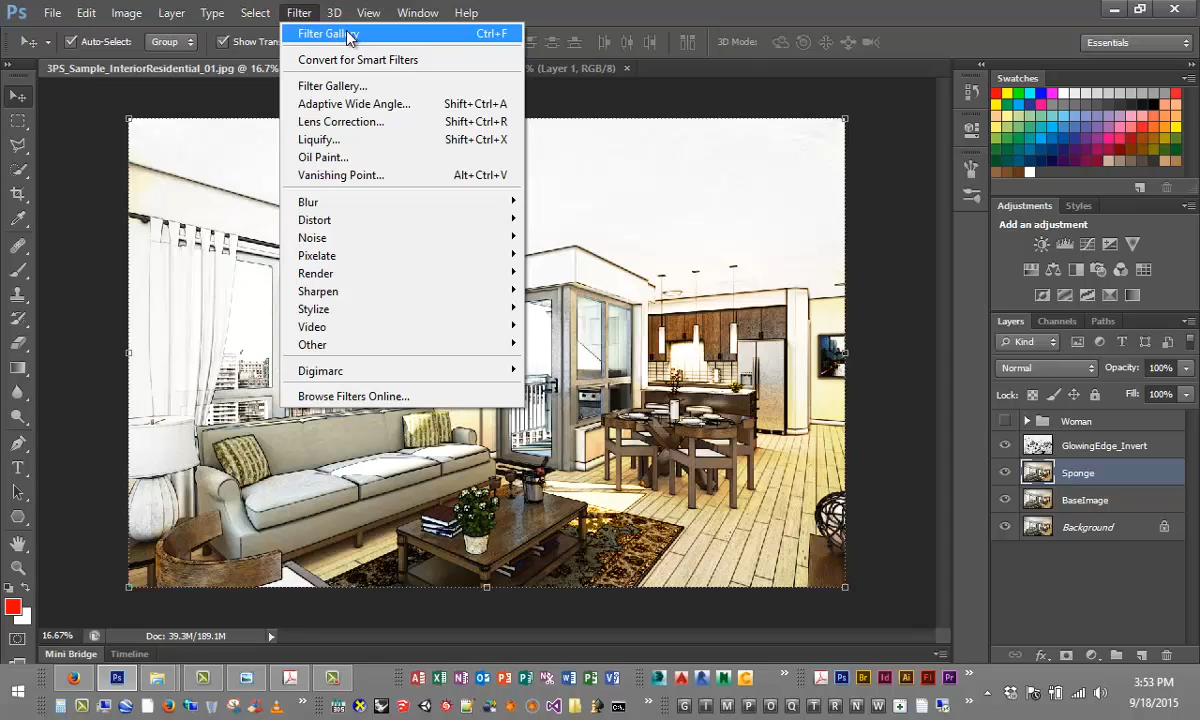 Ps File Edit Image Layer Type Select Filter 3D View Window Help
Auto-Select: Group Show Tran 3D Mode: Essentials
3PS_Sample_InteriorResidential_01.jpg @ 16.7% % (Layer 1, RGB/8) ×
Filter Gallery Ctrl+F
Convert for Smart Filters
Filter Gallery...
Adaptive Wide Angle... Shift+Ctrl+A
Lens Correction... Shift+Ctrl+R
Liquify... Shift+Ctrl+X
Oil Paint...
Vanishing Point... Alt+Ctrl+V
Blur
Distort
Noise
Pixelate
Render
Sharpen
Stylize
Video
Other
Digimarc
Browse Filters Online...
Swatches
Adjustments Styles
Add an adjustment
Layers Channels Paths
Kind
Normal Opacity: 100%
Lock: Fill: 100%
Woman
GlowingEdge_Invert
Sponge
BaseImage
Background
16.67% Doc: 39.3M/189.1M
Mini Bridge Timeline
3:53 PM
9/18/2015